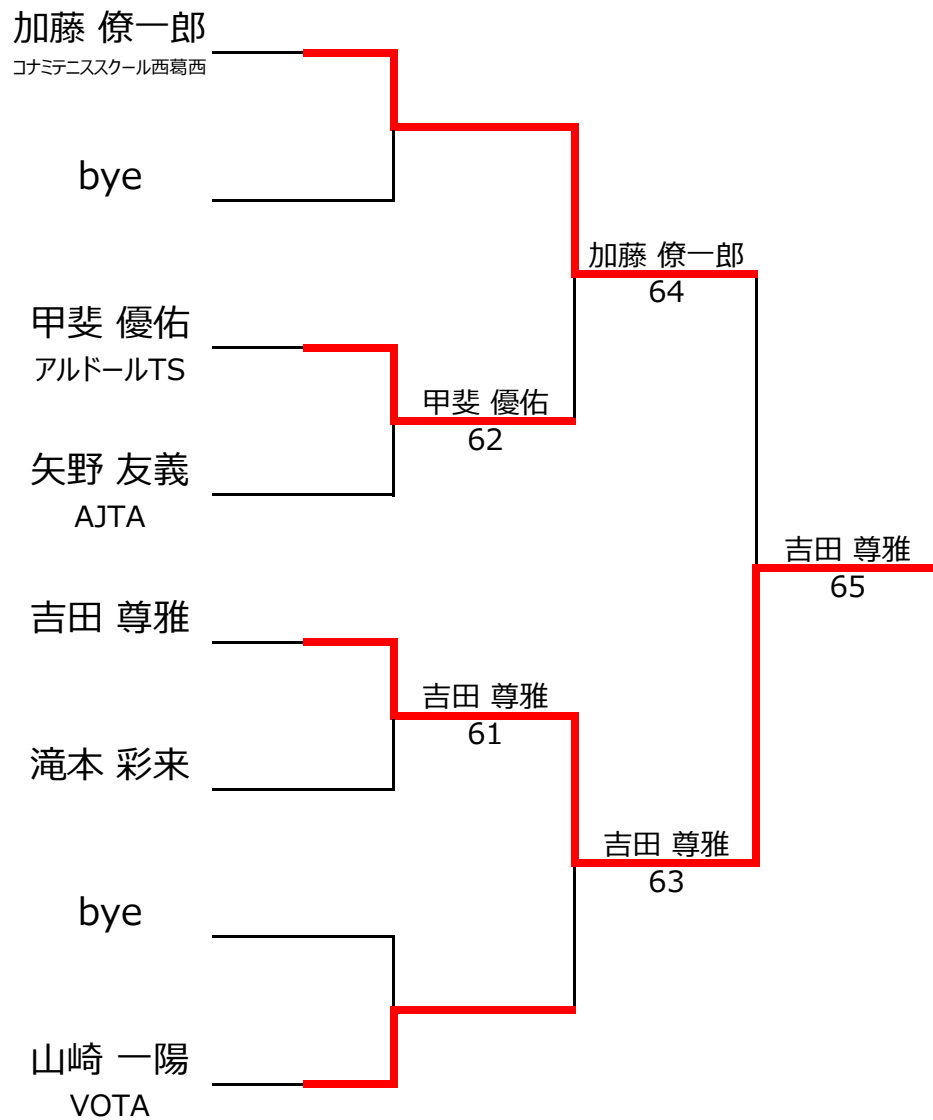 加藤 僚一郎
コナミテニススクール西葛西
bye
加藤 僚一郎
64
甲斐 優佑
アルドールTS
甲斐 優佑
62
矢野 友義
AJTA
吉田 尊雅
65
吉田 尊雅
吉田 尊雅
61
滝本 彩来
吉田 尊雅
63
bye
山崎 一陽
VOTA